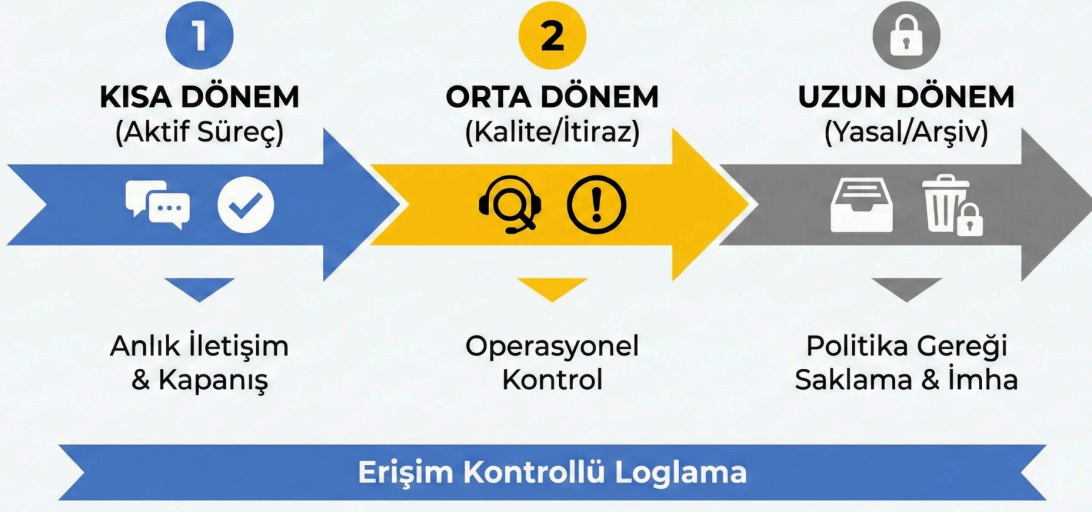 1
KISA DÖNEM
(Aktif Süreç)
Anlık İletişim
& Kapanış
2
ORTA DÖNEM
(Kalite/İtiraz)
Operasyonel
Kontrol
UZUN DÖNEM
(Yasal/Arşiv)
Politika Gereği
Saklama & İmha
Erişim Kontrollü Loglama